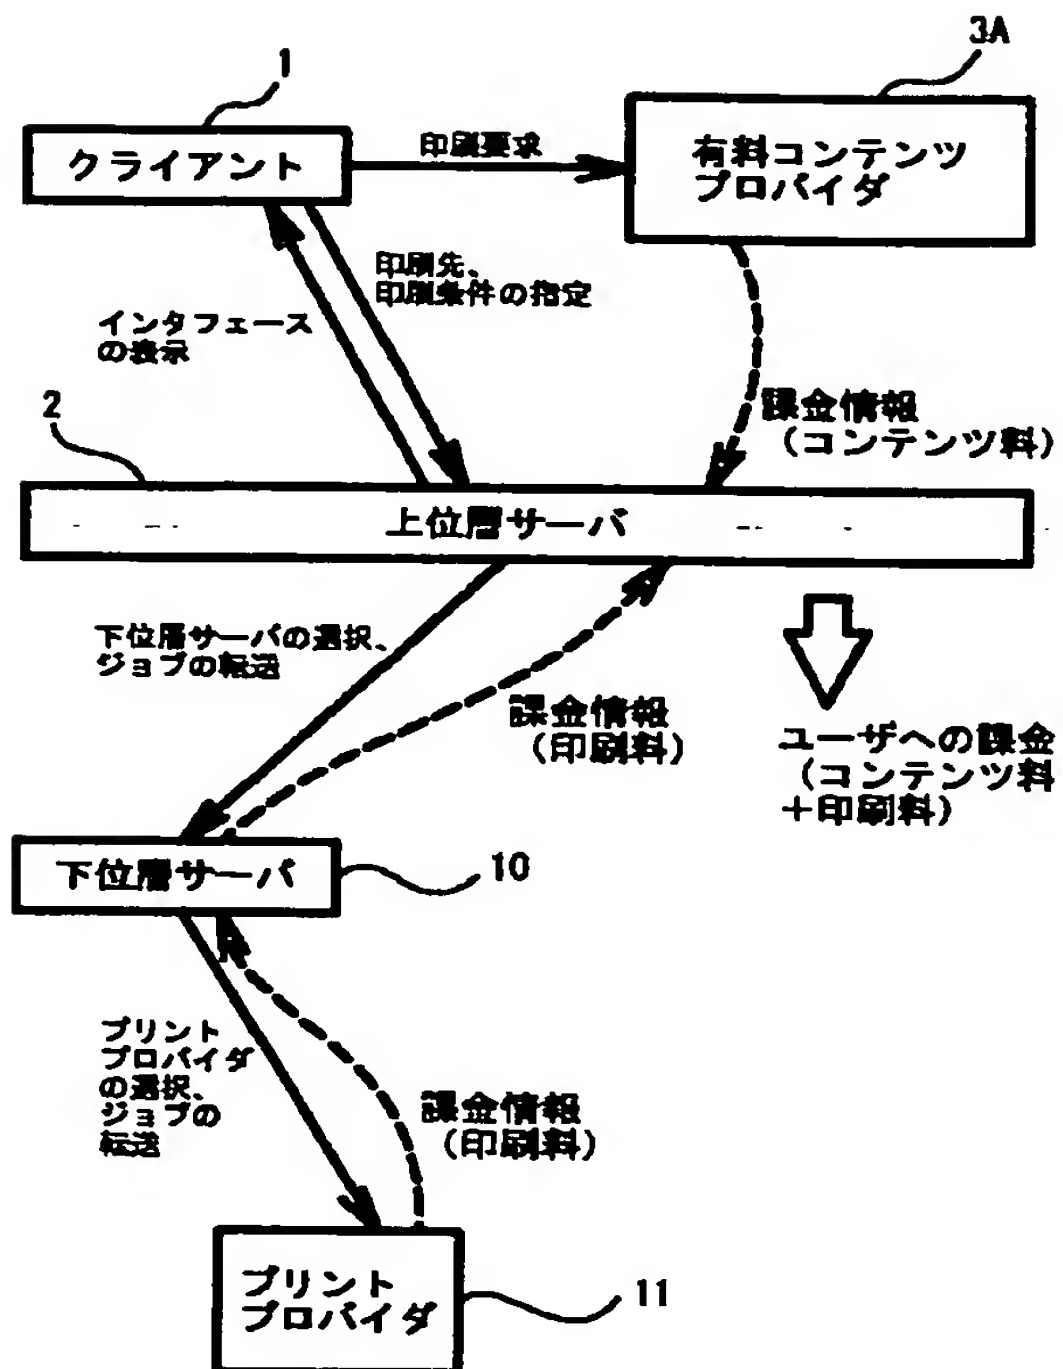 1
3A
クライアント
印刷要求
有料コンテンツ
プロバイダ
印刷先、
印刷条件の指定
インタフェース
の表示
2
課金情報
（コンテンツ料）
上位層サーバ
下位層サーバの選択、
ジョブの転送
課金情報
（印刷料）
ユーザへの課金
（コンテンツ料
＋印刷料）
下位層サーバ
10
プリント
プロバイダ
の選択、
ジョブの
転送
課金情報
（印刷料）
プリント
プロバイダ
11